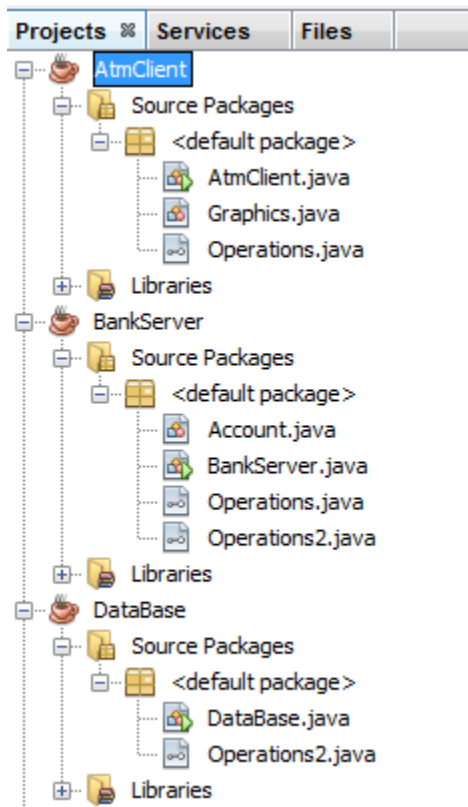 Projects Services Files
AtmClient
Source Packages
<default package>
AtmClient.java
Graphics.java
Operations.java
Libraries
BankServer
Source Packages
<default package>
Account.java
BankServer.java
Operations.java
Operations2.java
Libraries
DataBase
Source Packages
<default package>
DataBase.java
Operations2.java
Libraries